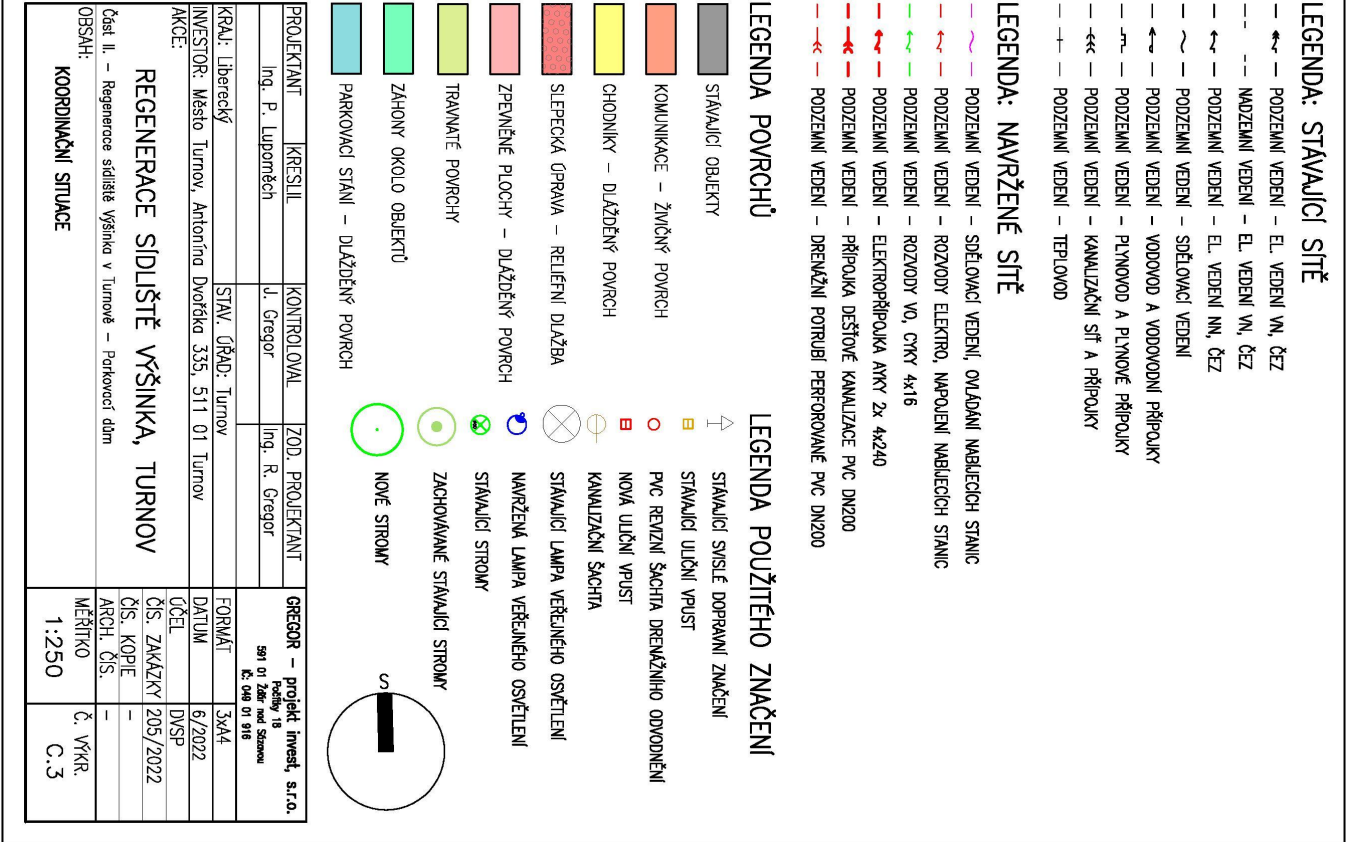 LEGENDA: STÁVAJÍCÍ SÍTĚ
PODZEMNÍ VEDENÍ - EL. VEDENÍ VN, ČEZ
NADZEMNÍ VEDENÍ - EL. VEDENÍ VN, ČEZ
PODZEMNÍ VEDENÍ - EL. VEDENÍ NN, ČEZ
PODZEMNÍ VEDENÍ - SDĚLOVACÍ VEDENÍ
PODZEMNÍ VEDENÍ - VODOVOD A VODOVODNÍ PŘÍPOJKY
PODZEMNÍ VEDENÍ - PLYNOVOD A PLYNOVÉ PŘÍPOJKY
PODZEMNÍ VEDENÍ - KANALIZAČNÍ SÍŤ A PŘÍPOJKY
PODZEMNÍ VEDENÍ - TEPLOVOD
LEGENDA: NAVRŽENÉ SÍTĚ
PODZEMNÍ VEDENÍ - SDĚLOVACÍ VEDENÍ, OVLÁDÁNÍ NABÍJECÍCH STANIC
PODZEMNÍ VEDENÍ - ROZVODY ELEKTRO, NAPOJENÍ NABÍJECÍCH STANIC
PODZEMNÍ VEDENÍ - ROZVODY VO, CYKY 4x16
PODZEMNÍ VEDENÍ - ELEKTROPŘÍPOJKA AYKY 2x 4x240
PODZEMNÍ VEDENÍ - PŘÍPOJKA DEŠŤOVÉ KANALIZACE PVC DN200
PODZEMNÍ VEDENÍ - DRENÁŽNÍ POTRUBÍ PERFOROVANÉ PVC DN200
LEGENDA POVRCHŮ
STÁVAJÍCÍ OBJEKTY
KOMUNIKACE - ŽIVIČNÝ POVRCH
CHODNÍKY - DLÁŽDĚNÝ POVRCH
SLEPECKÁ ÚPRAVA - RELIÉFNÍ DLAŽBA
ZPEVNĚNÉ PLOCHY - DLÁŽDĚNÝ POVRCH
TRAVNATÉ POVRCHY
ZÁHONY OKOLO OBJEKTŮ
PARKOVACÍ STÁNÍ - DLÁŽDĚNÝ POVRCH
LEGENDA POUŽITÉHO ZNAČENÍ
STÁVAJÍCÍ SVISLÉ DOPRAVNÍ ZNAČENÍ
STÁVAJÍCÍ ULIČNÍ VPUST
PVC REVIZNÍ ŠACHTA DRENÁŽNÍHO ODVODNĚNÍ
NOVÁ ULIČNÍ VPUST
KANALIZAČNÍ ŠACHTA
STÁVAJÍCÍ LAMPA VEŘEJNÉHO OSVĚTLENÍ
NAVRŽENÁ LAMPA VEŘEJNÉHO OSVĚTLENÍ
STÁVAJÍCÍ STROMY
ZACHOVÁVANÉ STÁVAJÍCÍ STROMY
NOVÉ STROMY
S
PROJEKTANT KRESLIL KONTROLOVAL ZOD. PROJEKTANT
Ing. P. Lupoměch J. Gregor Ing. R. Gregor
GREGOR - projekt invest, s.r.o.
Počítky 18
591 01 Žďár nad Sázavou
IČ: 049 01 916
KRAJ: Liberecký STAV. ÚŘAD: Turnov
INVESTOR: Město Turnov, Antonína Dvořáka 335, 511 01 Turnov
AKCE:
REGENERACE SÍDLIŠTĚ VÝŠINKA, TURNOV
Část II. - Regenerace sídliště Výšinka v Turnově - Parkovací dům
OBSAH:
KOORDINAČNÍ SITUACE
FORMÁT 3xA4
DATUM 6/2022
ÚČEL DVSP
ČÍS. ZAKÁZKY 205/2022
ČÍS. KOPIE -
ARCH. ČÍS. -
MĚŘÍTKO Č. VÝKR.
1:250 C.3